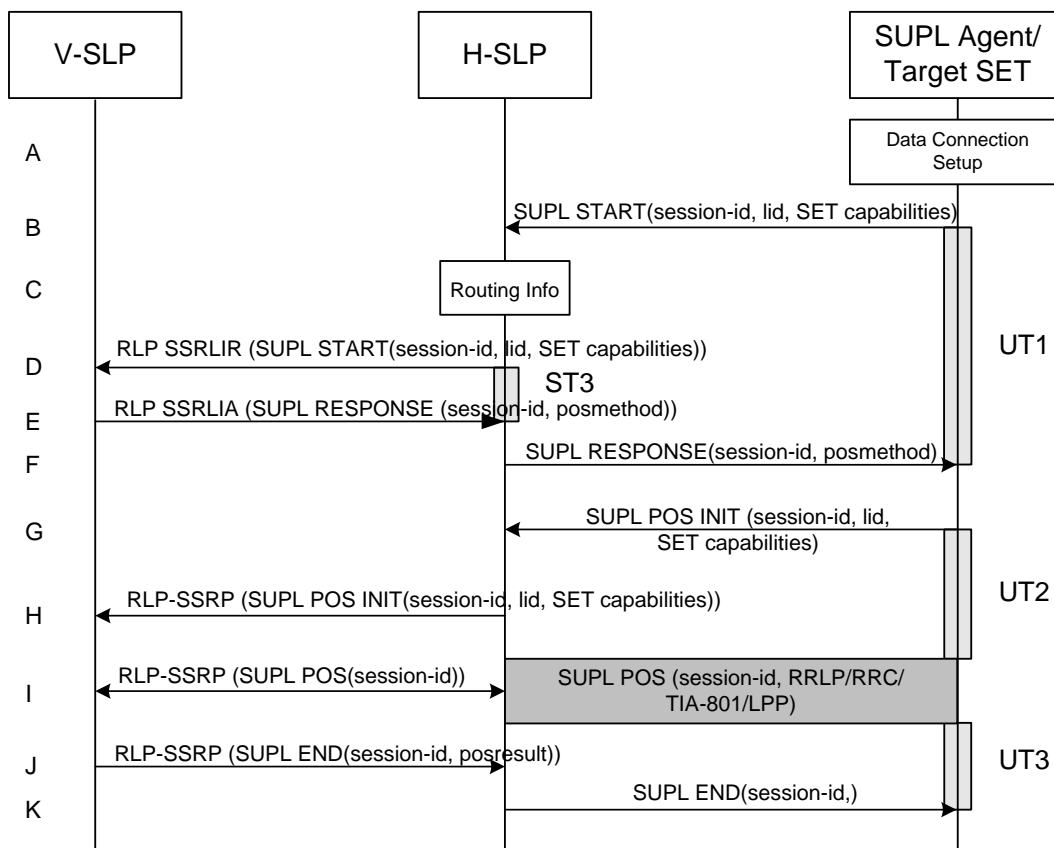 V-SLP
H-SLP
SUPL Agent/
Target SET
A
Data Connection
Setup
B
SUPL START(session-id, lid, SET capabilities)
C
Routing Info
UT1
D
RLP SSRLIR (SUPL START(session-id, lid, SET capabilities))
ST3
E
RLP SSRLIA (SUPL RESPONSE (session-id, posmethod))
F
SUPL RESPONSE(session-id, posmethod)
G
SUPL POS INIT (session-id, lid,
SET capabilities)
H
RLP-SSRP (SUPL POS INIT(session-id, lid, SET capabilities))
UT2
I
RLP-SSRP (SUPL POS(session-id))
SUPL POS (session-id, RRLP/RRC/
TIA-801/LPP)
J
RLP-SSRP (SUPL END(session-id, posresult))
UT3
K
SUPL END(session-id,)